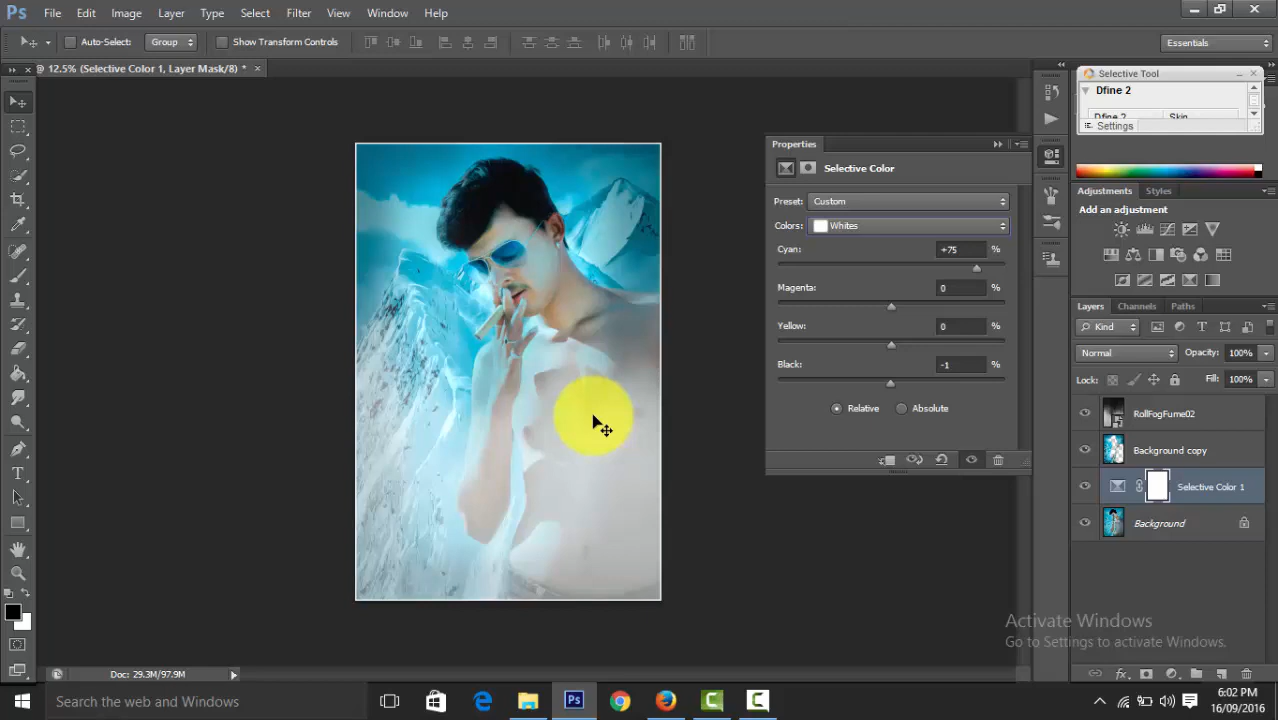 Ps File Edit Image Layer Type Select Filter View Window Help
Auto-Select: Group Show Transform Controls Essentials
@ 12.5% (Selective Color 1, Layer Mask/8) * ×
Selective Tool
Dfine 2
Dfine 2 Skin
Settings
Properties
Selective Color
Preset: Custom
Colors: Whites
Cyan: +75 %
Magenta: 0 %
Yellow: 0 %
Black: -1 %
Relative Absolute
Adjustments Styles
Add an adjustment
Layers Channels Paths
Kind
Normal Opacity: 100%
Lock: Fill: 100%
RollFogFume02
Background copy
Selective Color 1
Background
Activate Windows
Go to Settings to activate Windows.
Doc: 29.3M/97.9M
Search the web and Windows
Ps
6:02 PM
16/09/2016